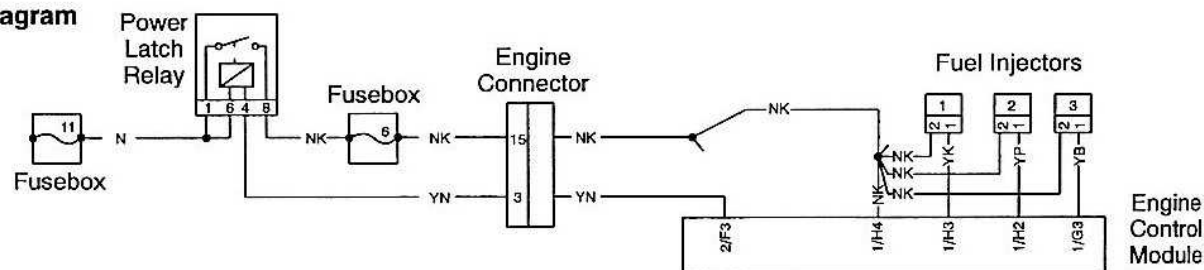 agram
Power
Latch
Relay
1 6 4 8
11
N
Fusebox
NK
Fusebox
6
NK
YN
Engine
Connector
15
3
NK
YN
NK
Fuel Injectors
1
2 1
2
2 1
3
2 1
NK
NK
NK
NK
YK
YP
YB
2/F3
1/H4
1/H3
1/H2
1/G3
Engine
Control
Module